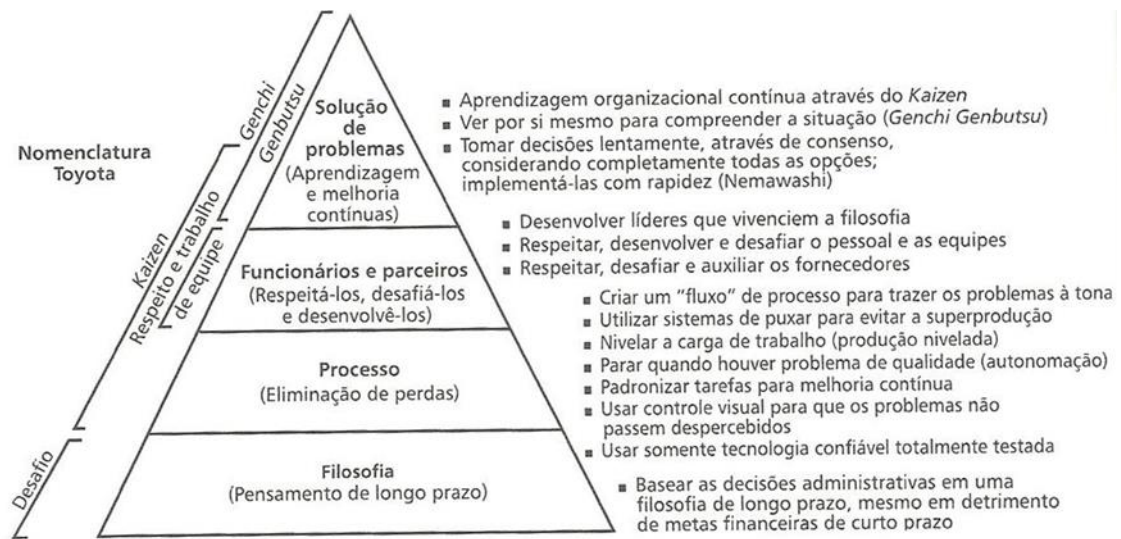 Nomenclatura
Toyota
Genchi
Genbutsu
Kaizen
Respeito e trabalho
de equipe
Desafio
Solução
de
problemas
(Aprendizagem
e melhoria
contínuas)
▪ Aprendizagem organizacional contínua através do Kaizen
▪ Ver por si mesmo para compreender a situação (Genchi Genbutsu)
▪ Tomar decisões lentamente, através de consenso,
considerando completamente todas as opções;
implementá-las com rapidez (Nemawashi)
Funcionários e parceiros
(Respeitá-los, desafiá-los
e desenvolvê-los)
▪ Desenvolver líderes que vivenciem a filosofia
▪ Respeitar, desenvolver e desafiar o pessoal e as equipes
▪ Respeitar, desafiar e auxiliar os fornecedores
Processo
(Eliminação de perdas)
▪ Criar um "fluxo" de processo para trazer os problemas à tona
▪ Utilizar sistemas de puxar para evitar a superprodução
▪ Nivelar a carga de trabalho (produção nivelada)
▪ Parar quando houver problema de qualidade (autonomação)
▪ Padronizar tarefas para melhoria contínua
▪ Usar controle visual para que os problemas não
passem despercebidos
▪ Usar somente tecnologia confiável totalmente testada
Filosofia
(Pensamento de longo prazo)
▪ Basear as decisões administrativas em uma
filosofia de longo prazo, mesmo em detrimento
de metas financeiras de curto prazo